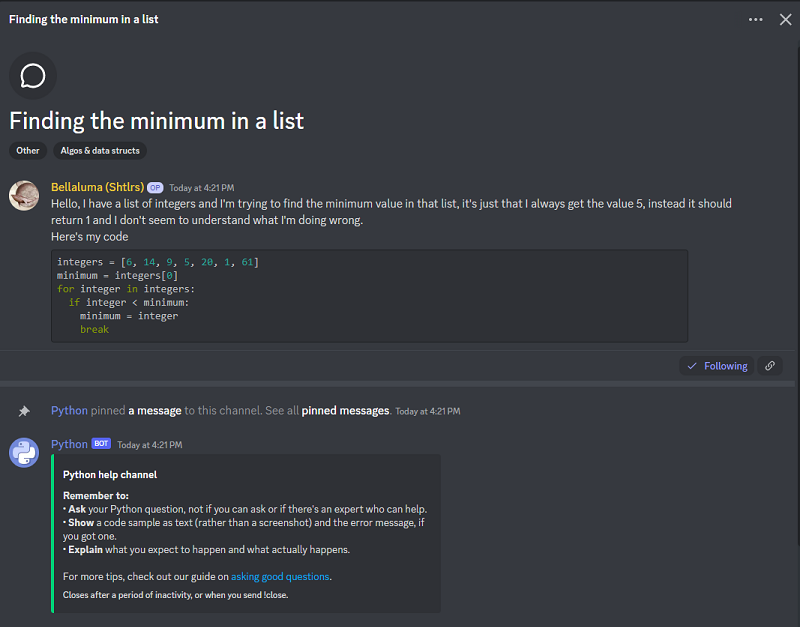 Finding the minimum in a list
Finding the minimum in a list
Other Algos & data structs
Bellaluma (Shtlrs) OP Today at 4:21 PM
Hello, I have a list of integers and I'm trying to find the minimum value in that list, it's just that I always get the value 5, instead it should
return 1 and I don't seem to understand what I'm doing wrong.
Here's my code
integers = [6, 14, 9, 5, 20, 1, 61]
minimum = integers[0]
for integer in integers:
  if integer < minimum:
    minimum = integer
    break
Following
Python pinned a message to this channel. See all pinned messages. Today at 4:21 PM
Python BOT Today at 4:21 PM
Python help channel
Remember to:
• Ask your Python question, not if you can ask or if there's an expert who can help.
• Show a code sample as text (rather than a screenshot) and the error message, if
you got one.
• Explain what you expect to happen and what actually happens.
For more tips, check out our guide on asking good questions.
Closes after a period of inactivity, or when you send !close.